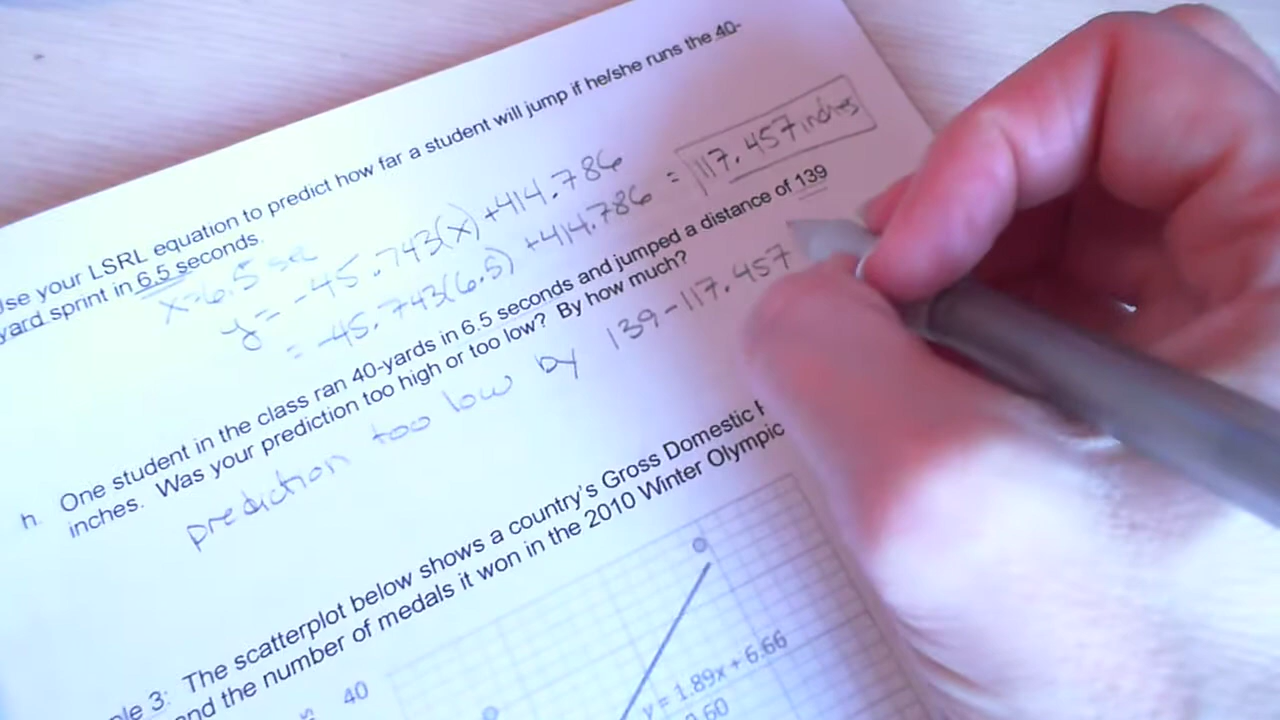 Use your LSRL equation to predict how far a student will jump if he/she runs the 40-
yard sprint in 6.5 seconds.
x=6.5 sec
y = -45.743(x) +414.786
= -45.743(6.5) +414.786 = 117.457 inches
h. One student in the class ran 40-yards in 6.5 seconds and jumped a distance of 139
inches. Was your prediction too high or too low? By how much?
prediction too low by 139-117.457
3: The scatterplot below shows a country's Gross Domestic
and the number of medals it won in the 2010 Winter Olympic
40
y = 1.89x + 6.66